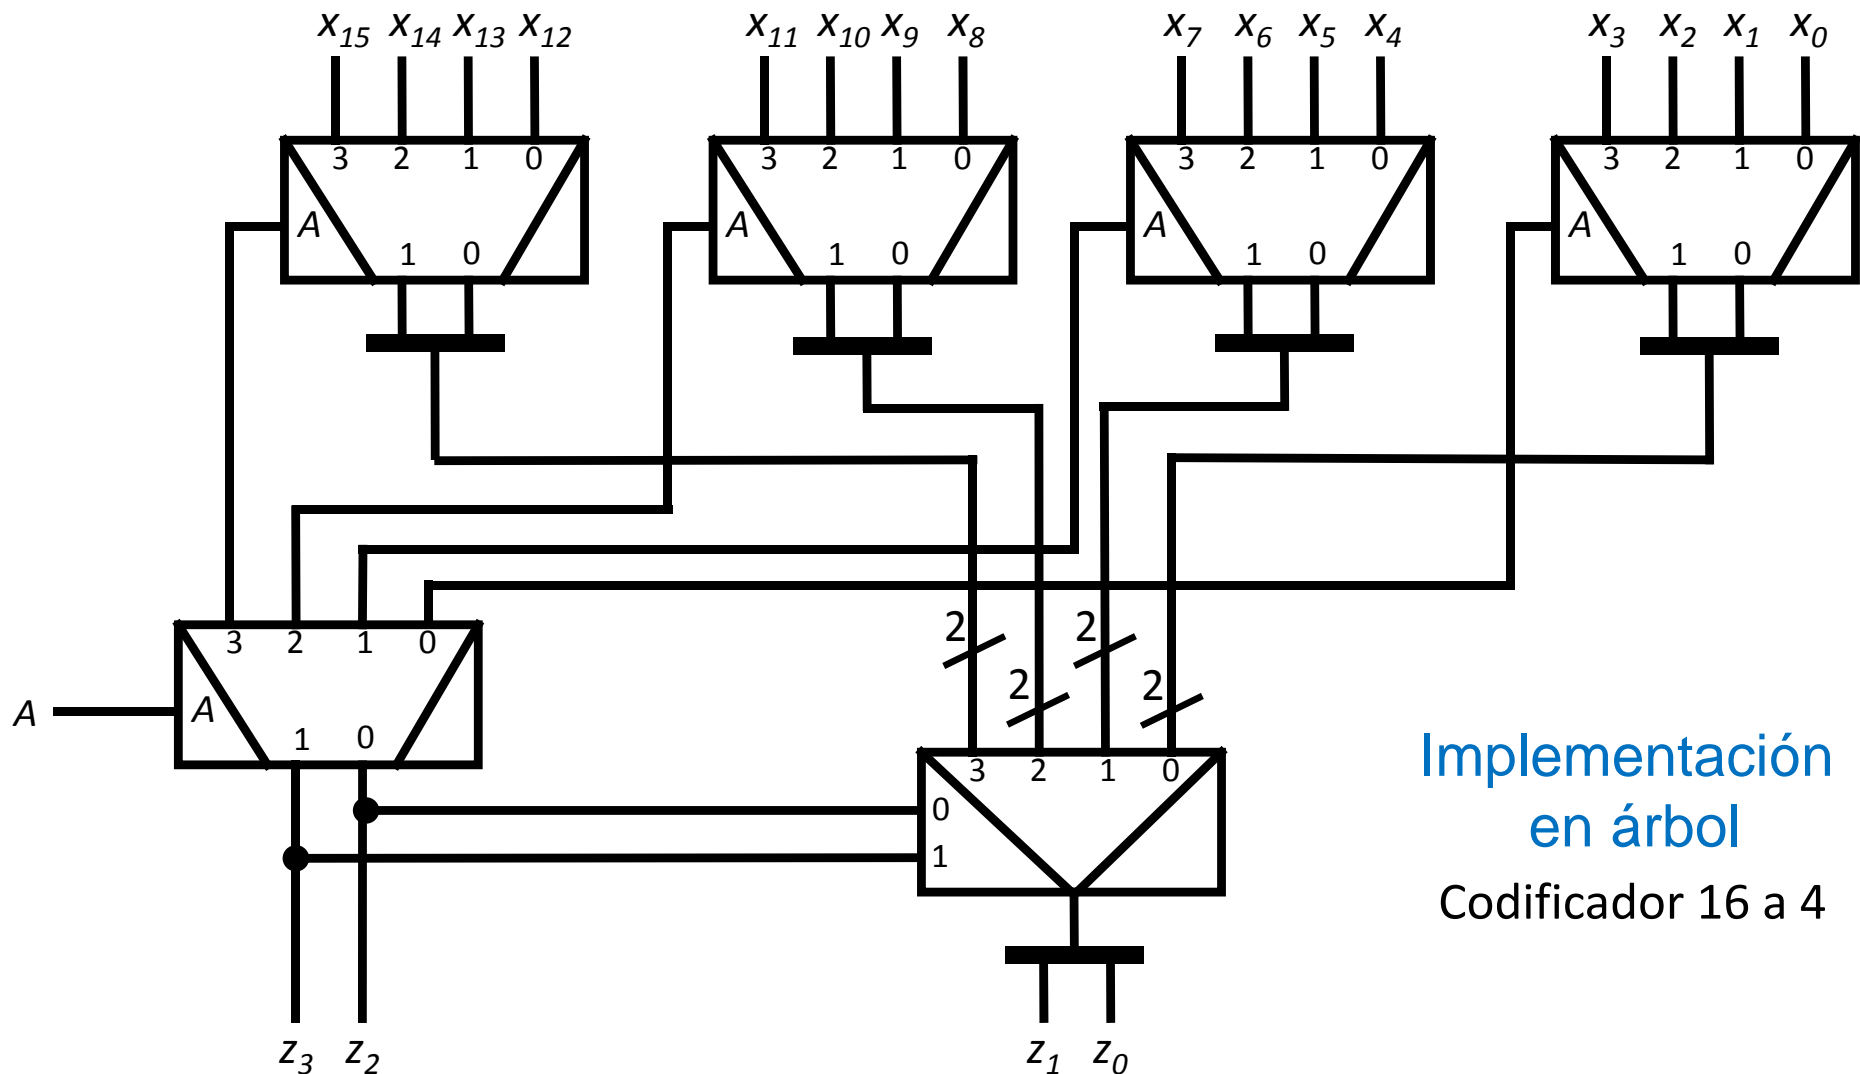 x15 x14 x13 x12 x11 x10 x9 x8 x7 x6 x5 x4 x3 x2 x1 x0
3 2 1 0 3 2 1 0 3 2 1 0 3 2 1 0
A A A A
1 0 1 0 1 0 1 0
2 2
3 2 1 0
2 2
A A
1 0
3 2 1 0
0
1
Implementación
en árbol
Codificador 16 a 4
z3 z2 z1 z0